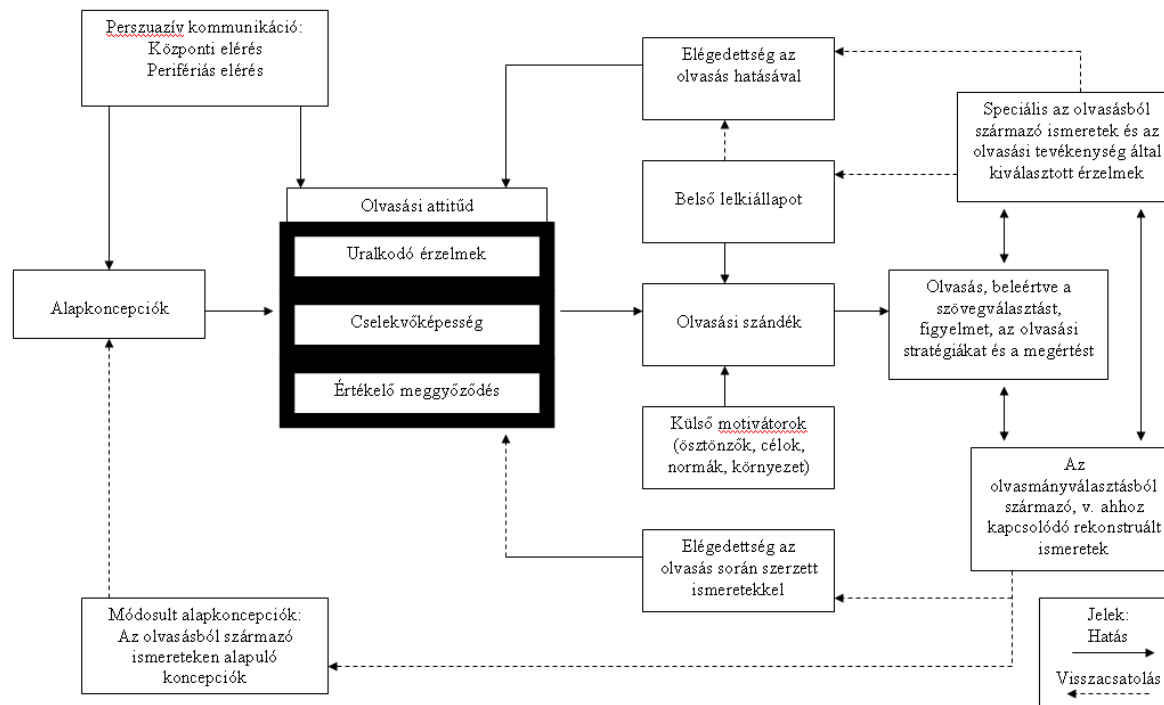 Perszuazív kommunikáció:
Központi elérés
Perifériás elérés
Elégedettség az
olvasás hatásával
Speciális az olvasásból
származó ismeretek és az
olvasási tevékenység által
kiválasztott érzelmek
Belső lelkiállapot
Olvasási attitűd
Uralkodó érzelmek
Cselekvőképesség
Értékelő meggyőződés
Alapkoncepciók
Olvasási szándék
Olvasás, beleértve a
szövegválasztást,
figyelmet, az olvasási
stratégiákat és a megértést
Külső motivátorok
(ösztönzők, célok,
normák, környezet)
Az
olvasmányválasztásból
származó, v. ahhoz
kapcsolódó rekonstruált
ismeretek
Elégedettség az
olvasás során szerzett
ismeretekkel
Módosult alapkoncepciók:
Az olvasásból származó
ismereteken alapuló
koncepciók
Jelek:
Hatás
Visszacsatolás